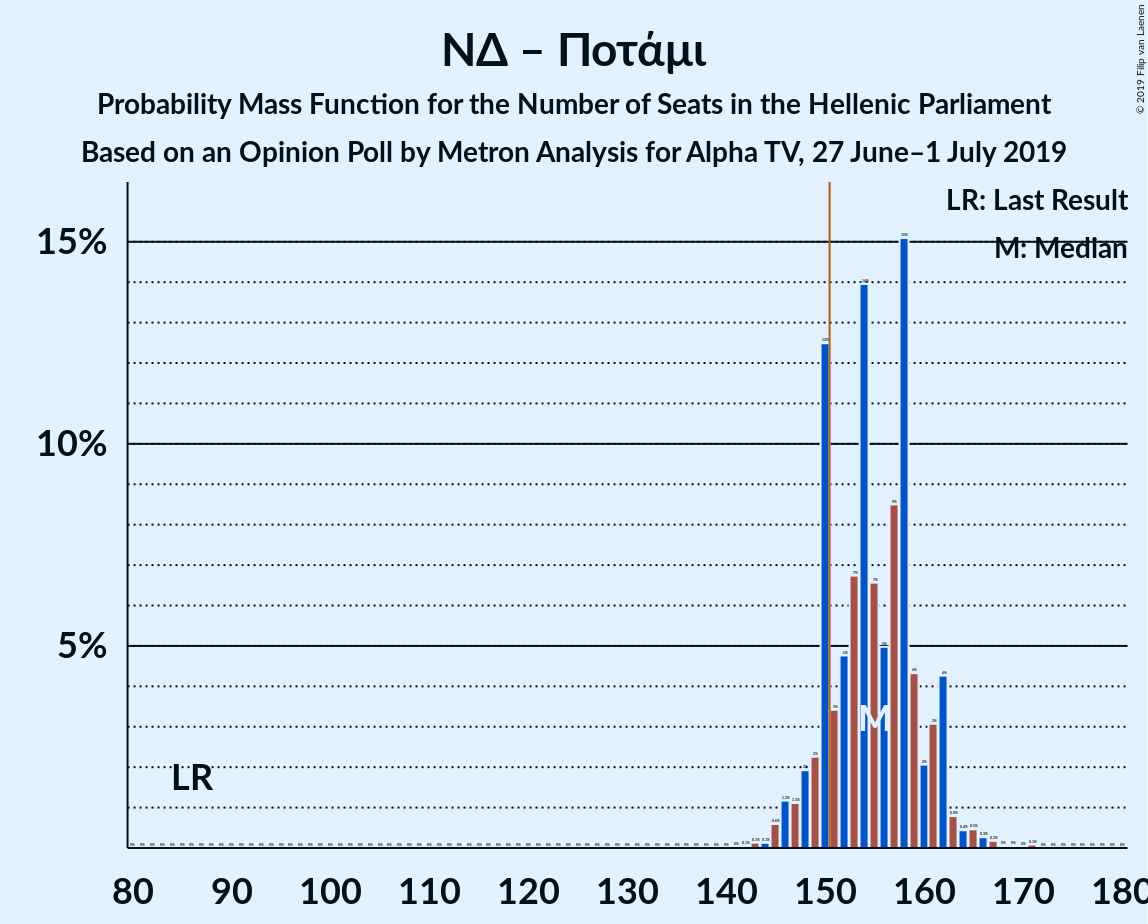 ΝΔ – Ποτάμι
Probability Mass Function for the Number of Seats in the Hellenic Parliament
Based on an Opinion Poll by Metron Analysis for Alpha TV, 27 June–1 July 2019
© 2019 Filip van Laenen
LR: Last Result
M: Median
15%
10%
5%
LR
M
80 90 100 110 120 130 140 150 160 170 180